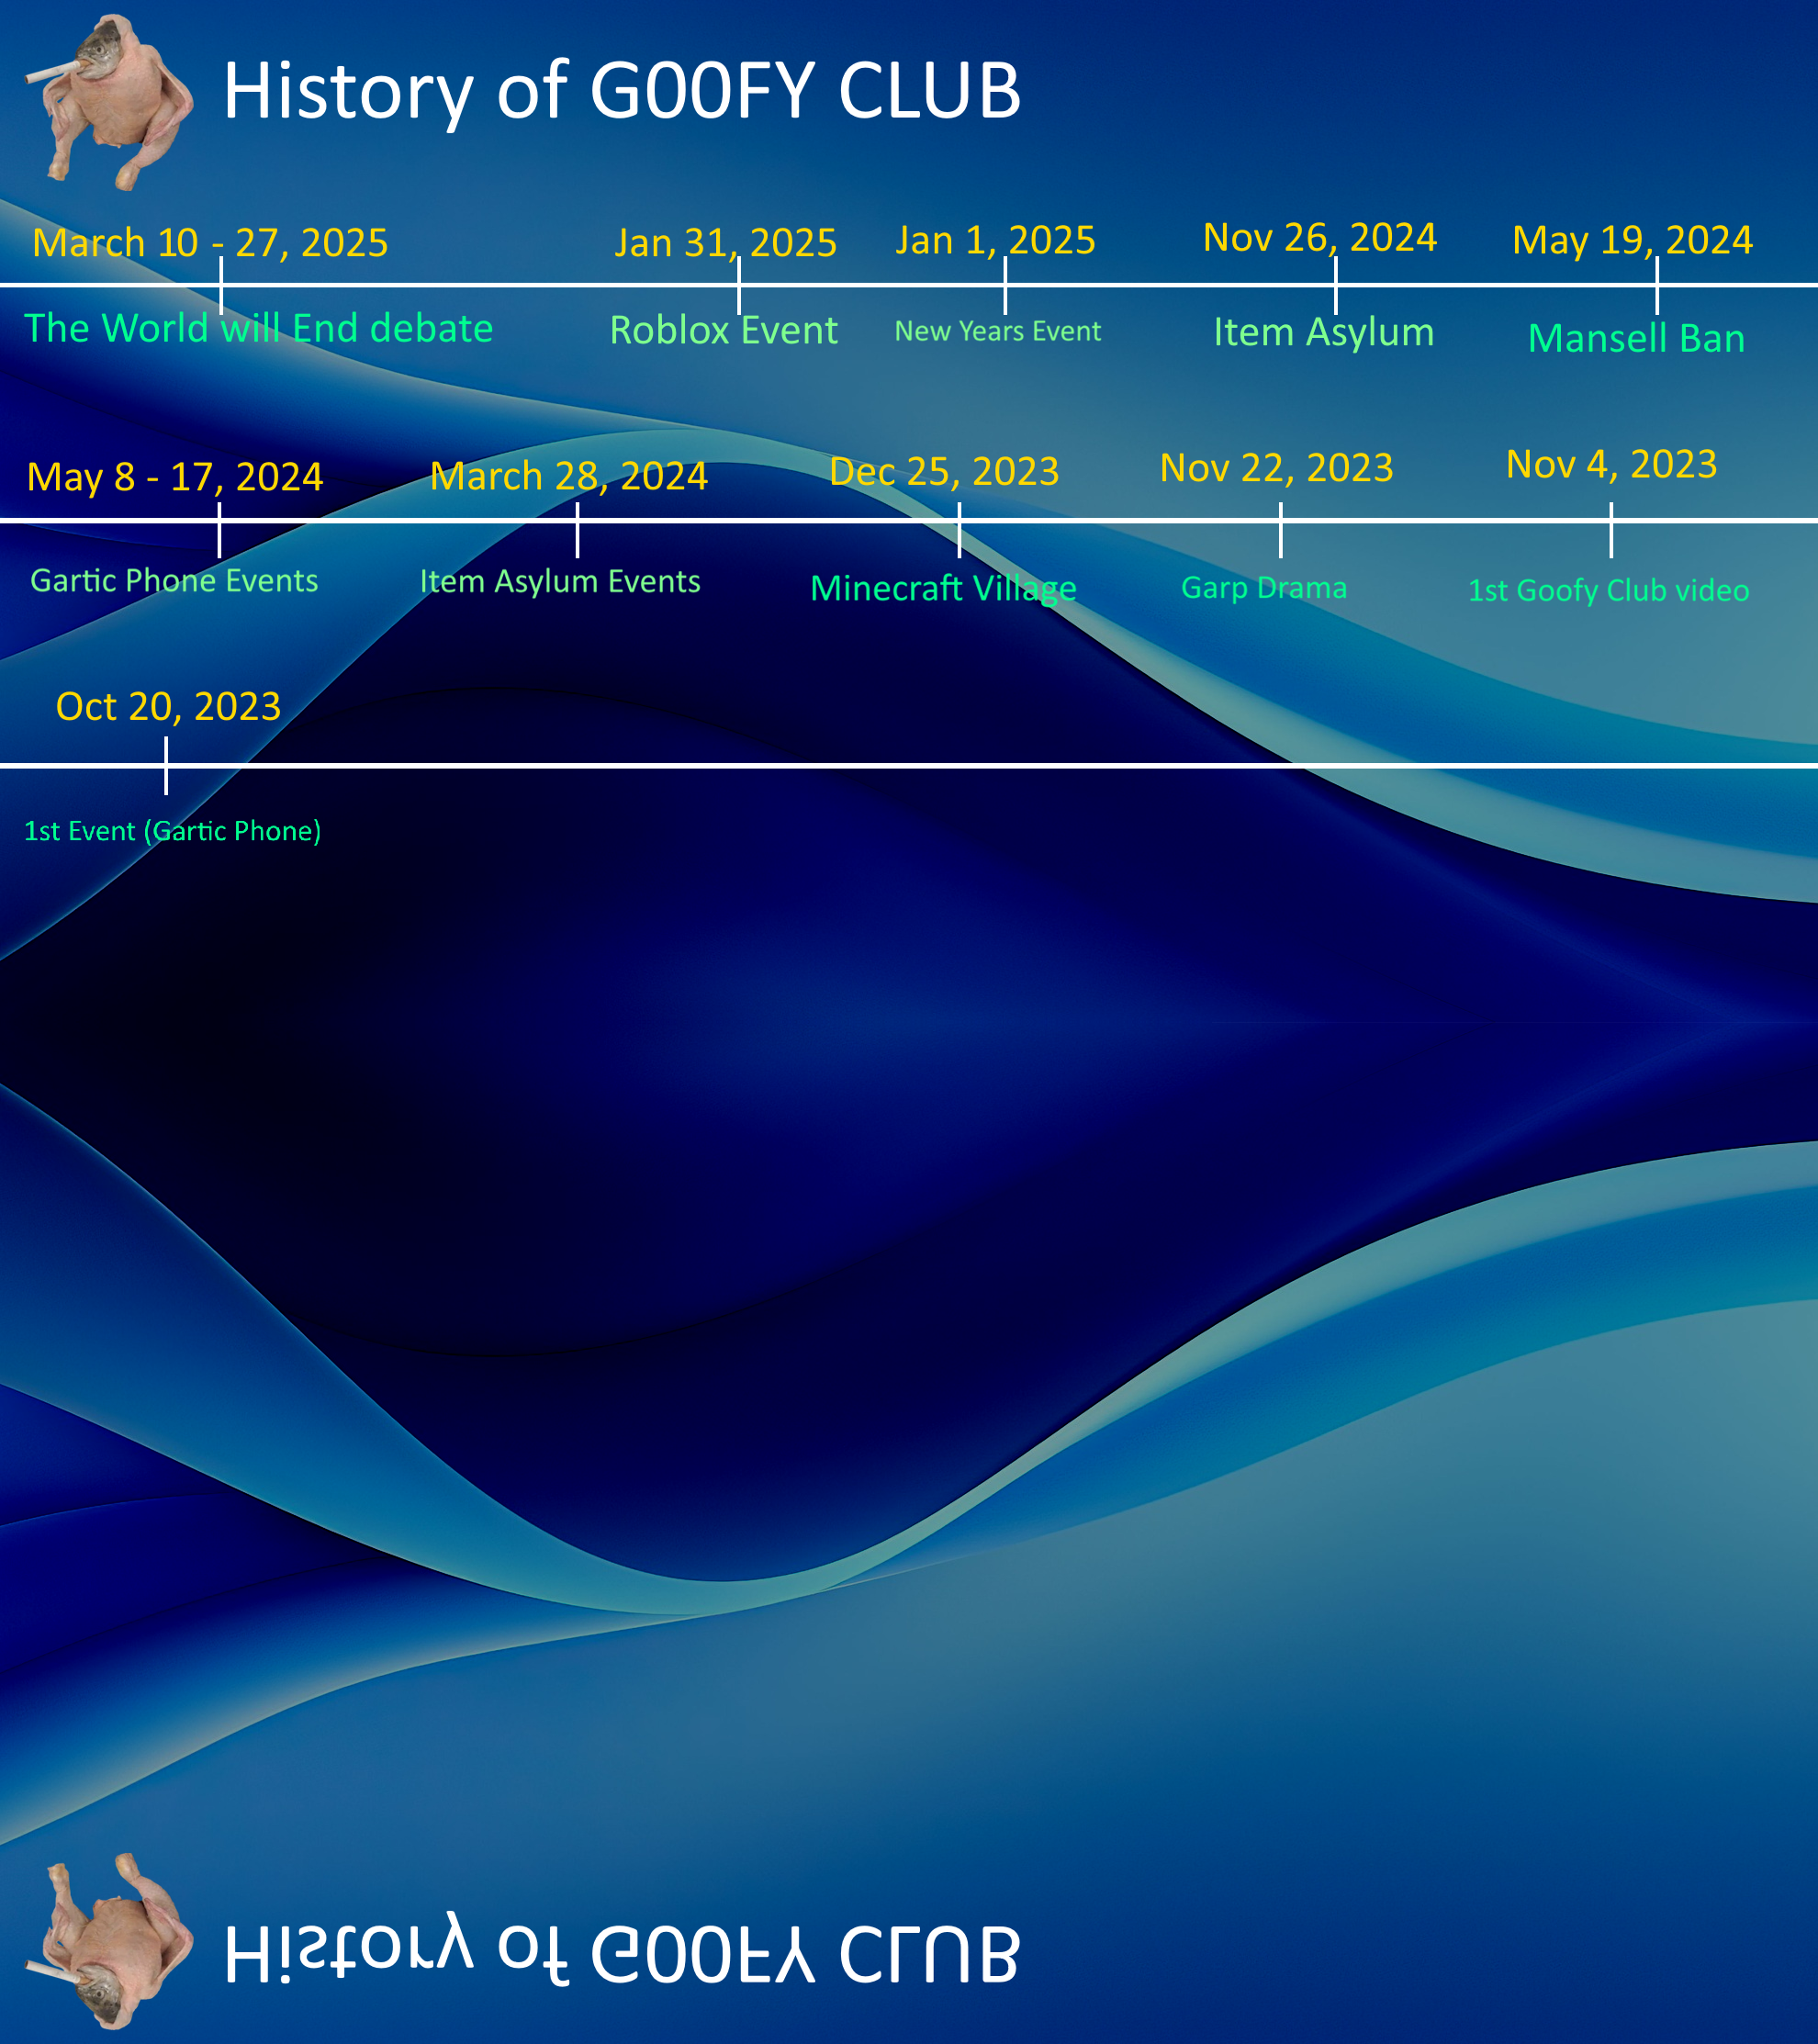 History of G00FY CLUB
March 10 - 27, 2025
Jan 31, 2025
Jan 1, 2025
Nov 26, 2024
May 19, 2024
The World will End debate
Roblox Event
New Years Event
Item Asylum
Mansell Ban
May 8 - 17, 2024
March 28, 2024
Dec 25, 2023
Nov 22, 2023
Nov 4, 2023
Gartic Phone Events
Item Asylum Events
Minecraft Village
Garp Drama
1st Goofy Club video
Oct 20, 2023
1st Event (Gartic Phone)
History of G00FY CLUB